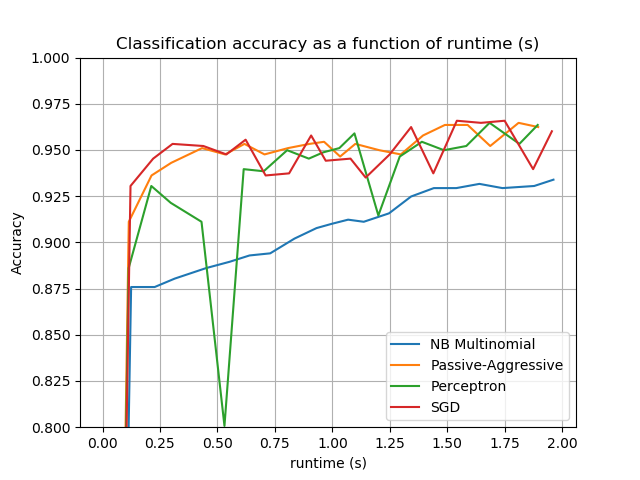 Classification accuracy as a function of runtime (s)
1.000
0.975
0.950
0.925
0.900
0.875
0.850
0.825
0.800
Accuracy
NB Multinomial
Passive-Aggressive
Perceptron
SGD
0.00 0.25 0.50 0.75 1.00 1.25 1.50 1.75 2.00
runtime (s)